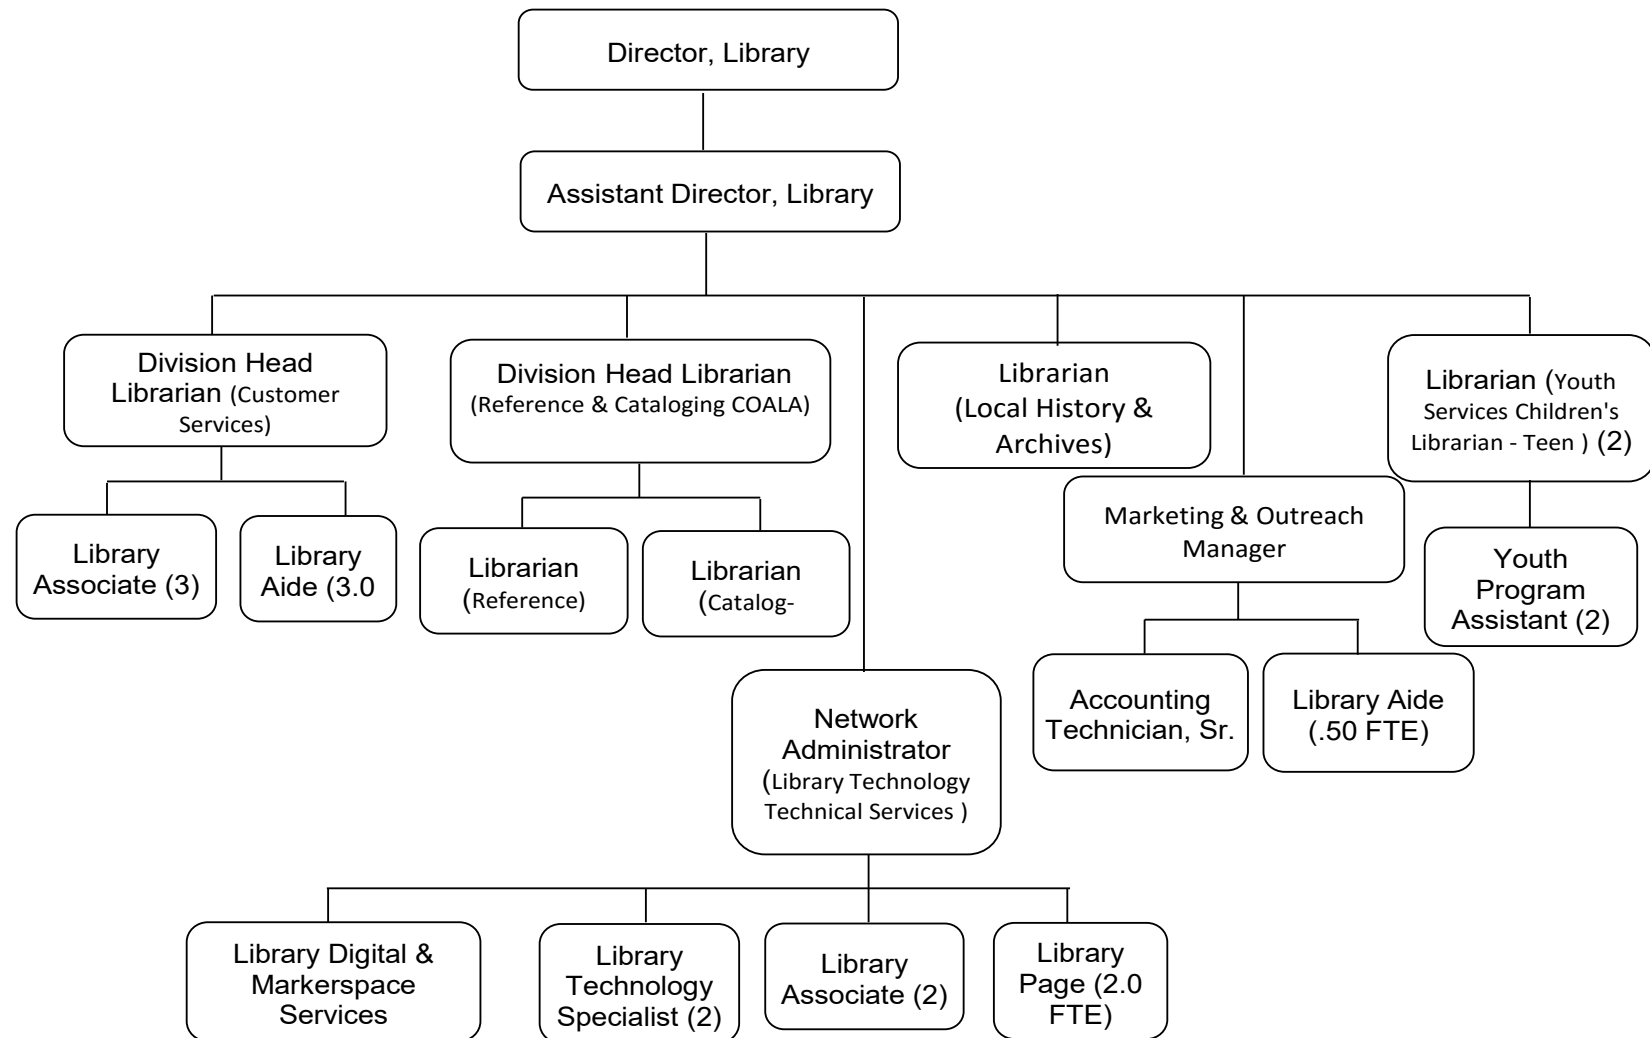 Director, Library
Assistant Director, Library
Division Head
Librarian (Customer
Services)
Division Head Librarian
(Reference & Cataloging COALA)
Librarian
(Local History &
Archives)
Librarian (Youth
Services Children's
Librarian - Teen ) (2)
Marketing & Outreach
Manager
Library
Associate (3)
Library
Aide (3.0
Librarian
(Reference)
Librarian
(Catalog-
Youth
Program
Assistant (2)
Accounting
Technician, Sr.
Library Aide
(.50 FTE)
Network
Administrator
(Library Technology
Technical Services )
Library Digital &
Markerspace
Services
Library
Technology
Specialist (2)
Library
Associate (2)
Library
Page (2.0
FTE)